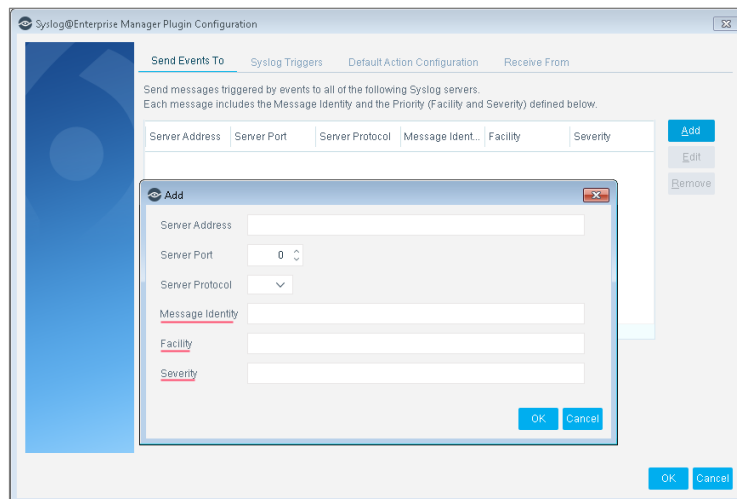 Syslog@Enterprise Manager Plugin Configuration
Send Events To Syslog Triggers Default Action Configuration Receive From
Send messages triggered by events to all of the following Syslog servers.
Each message includes the Message Identity and the Priority (Facility and Severity) defined below.
Server Address Server Port Server Protocol Message Ident... Facility Severity
Add
Edit
Remove
Add
Server Address
Server Port 0
Server Protocol
Message Identity
Facility
Severity
OK Cancel
OK Cancel